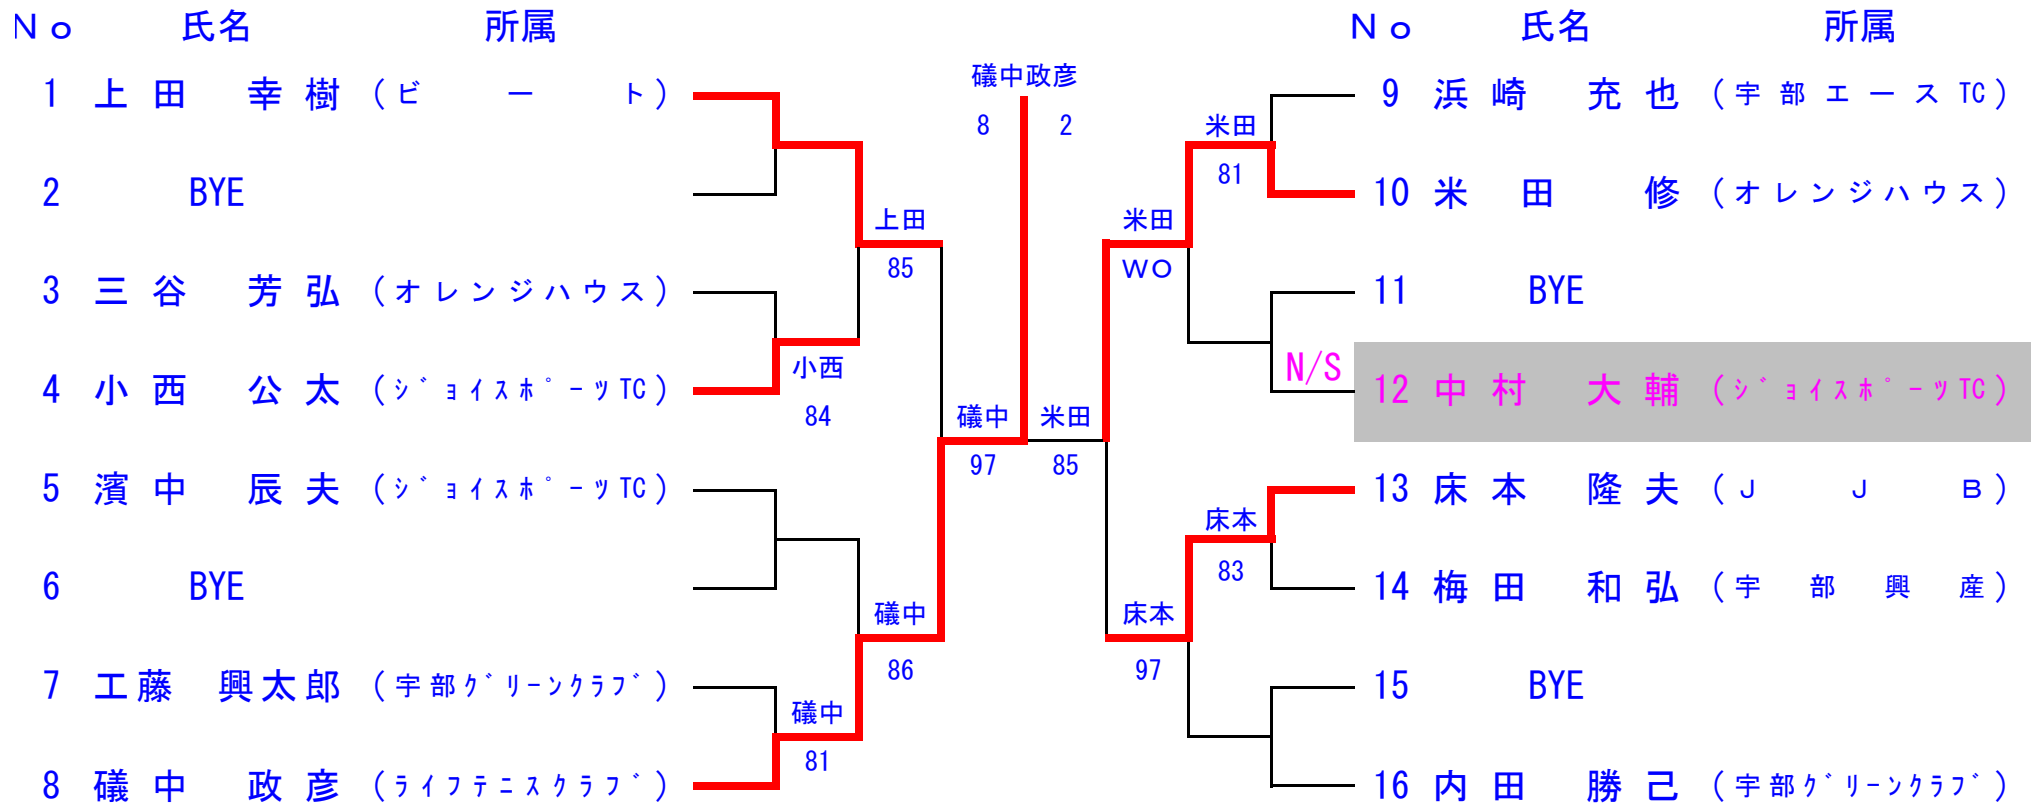 No 氏名 所属
1 上田 幸樹 (ビート)
2 BYE
3 三谷 芳弘 (オレンジハウス)
4 小西 公太 (ジョイスポーツTC)
5 濱中 辰夫 (ジョイスポーツTC)
6 BYE
7 工藤 興太郎 (宇部グリーンクラブ)
8 礒中 政彦 (ライフテニスクラブ)
上田
85
小西
84
礒中
86
礒中
81
礒中政彦
8 2
礒中 米田
97 85
米田
81
米田
WO
N/S
床本
83
床本
97
No 氏名 所属
9 浜崎 充也 (宇部エースTC)
10 米田 修 (オレンジハウス)
11 BYE
12 中村 大輔 (ジョイスポーツTC)
13 床本 隆夫 (JJB)
14 梅田 和弘 (宇部興産)
15 BYE
16 内田 勝己 (宇部グリーンクラブ)